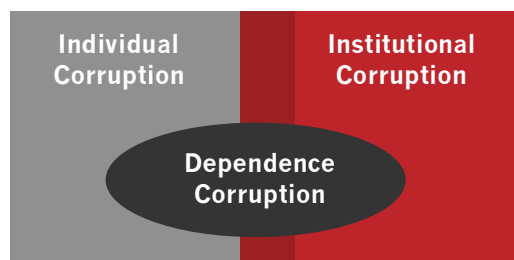 Individual
Corruption
Institutional
Corruption
Dependence
Corruption